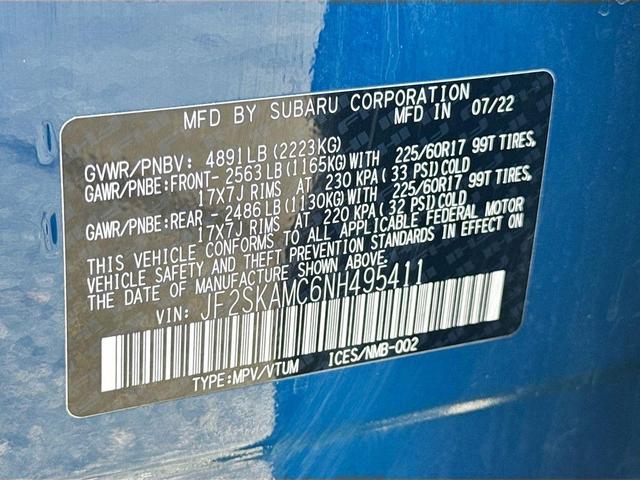 MFD BY SUBARU CORPORATION
MFD IN 07/22
GVWR/PNBV: 4891LB(2223KG)
GAWR/PNBE:FRONT- 2563LB(1165KG)WITH 225/60R17 99T TIRES,
17X7J RIMS AT 230 KPA(33 PSI)COLD
GAWR/PNBE:REAR - 2486LB(1130KG)WITH 225/60R17 99T TIRES,
17X7J RIMS AT 220 KPA(32 PSI)COLD
THIS VEHICLE CONFORMS TO ALL APPLICABLE FEDERAL MOTOR
VEHICLE SAFETY AND THEFT PREVENTION STANDARDS IN EFFECT ON
THE DATE OF MANUFACTURE SHOWN ABOVE.
VIN: JF2SKAMC6NH495411
TYPE:MPV/VTUM ICES/NMB-002